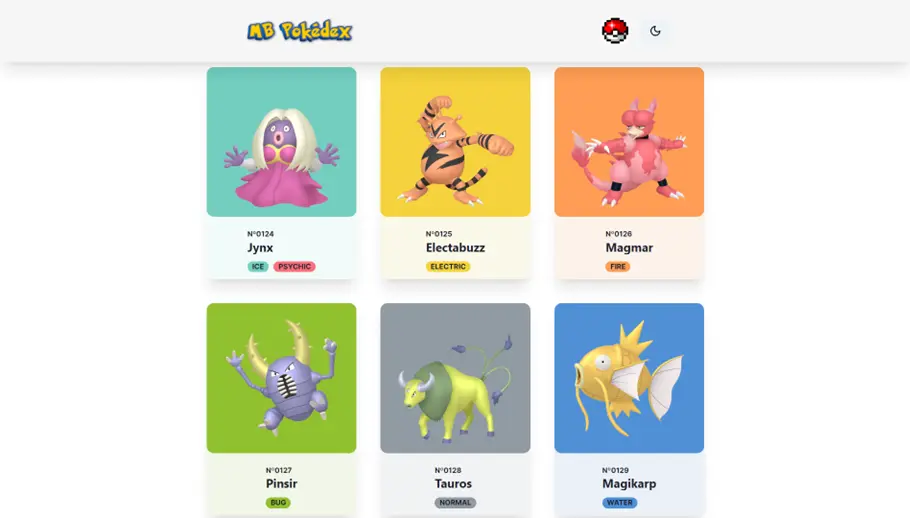 MB Pokédex
N°0124
Jynx
ICE PSYCHIC
N°0125
Electabuzz
ELECTRIC
N°0126
Magmar
FIRE
N°0127
Pinsir
BUG
N°0128
Tauros
NORMAL
N°0129
Magikarp
WATER